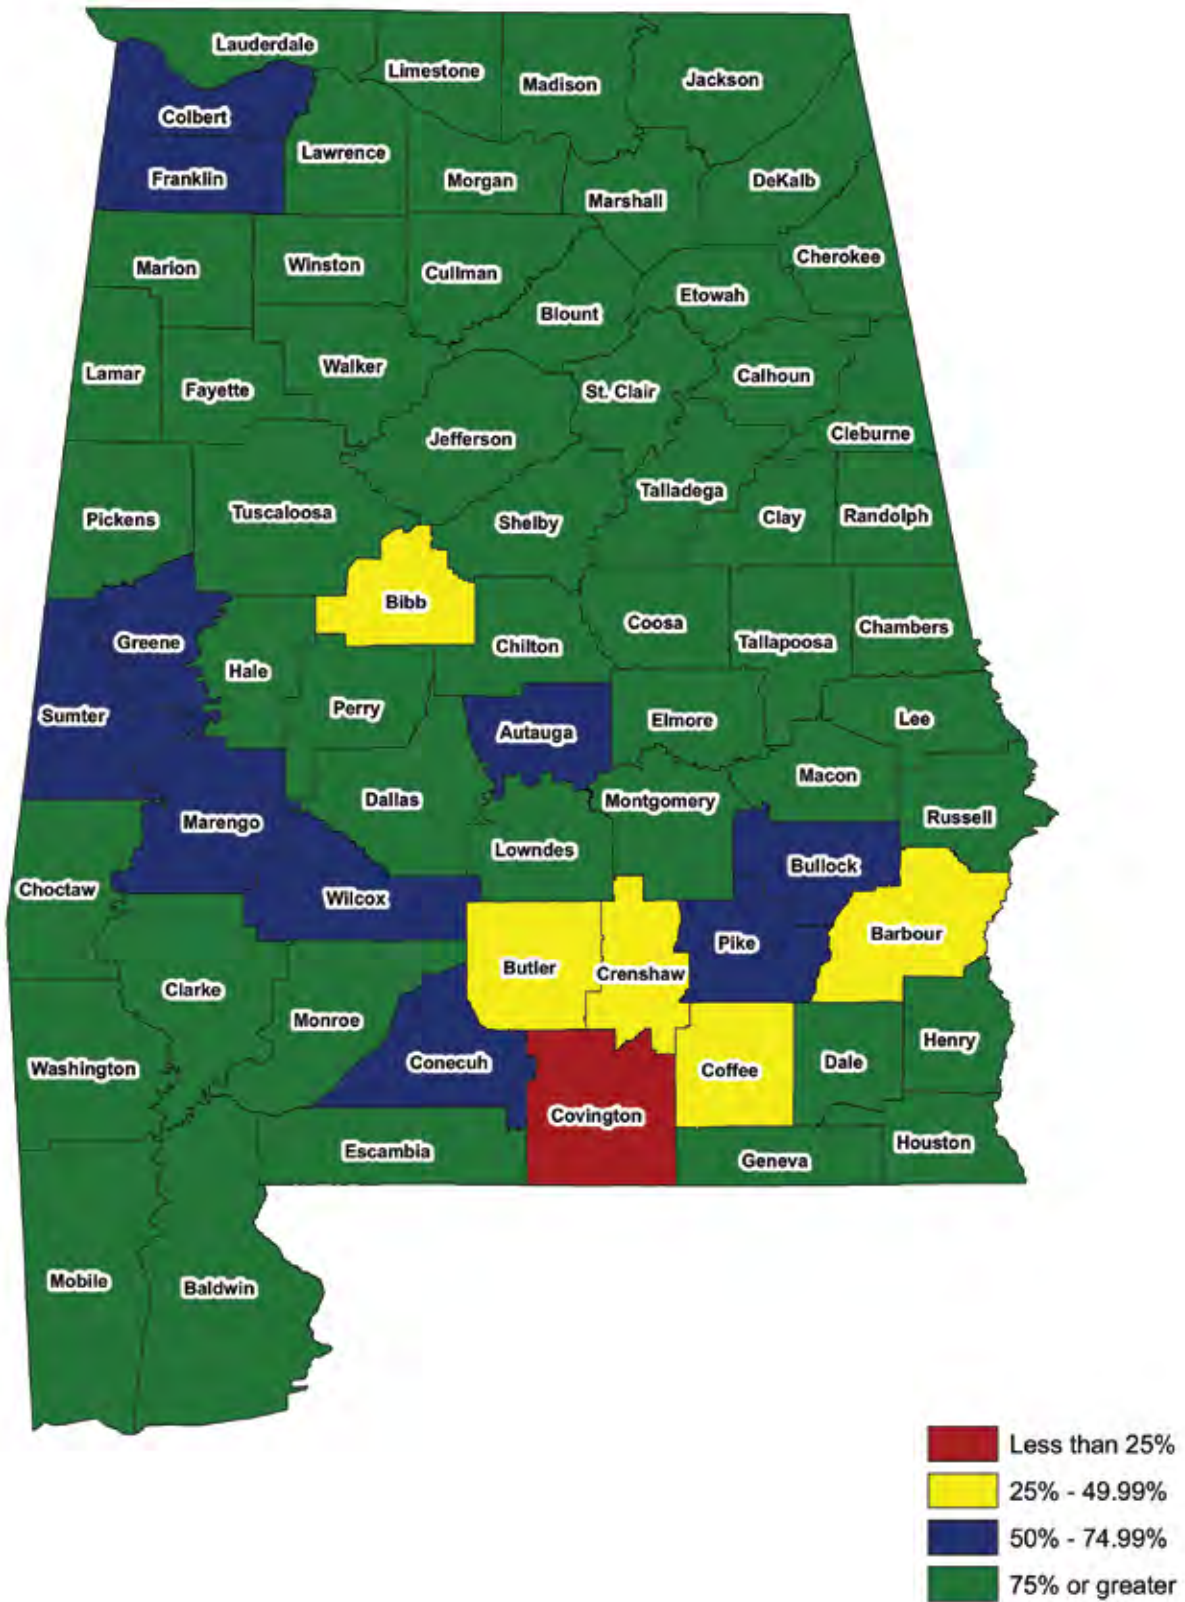 Lauderdale
Limestone
Madison
Jackson
Colbert
Lawrence
Franklin
Morgan
Marshall
DeKalb
Marion
Winston
Cullman
Cherokee
Etowah
Blount
Lamar
Fayette
Walker
St. Clair
Calhoun
Jefferson
Cleburne
Talladega
Pickens
Tuscaloosa
Shelby
Clay
Randolph
Bibb
Greene
Hale
Chilton
Coosa
Tallapoosa
Chambers
Sumter
Perry
Autauga
Elmore
Lee
Macon
Dallas
Montgomery
Russell
Marengo
Lowndes
Bullock
Choctaw
Wilcox
Barbour
Pike
Butler
Crenshaw
Clarke
Monroe
Washington
Conecuh
Coffee
Dale
Henry
Covington
Escambia
Geneva
Houston
Mobile
Baldwin
Less than 25%
25% - 49.99%
50% - 74.99%
75% or greater